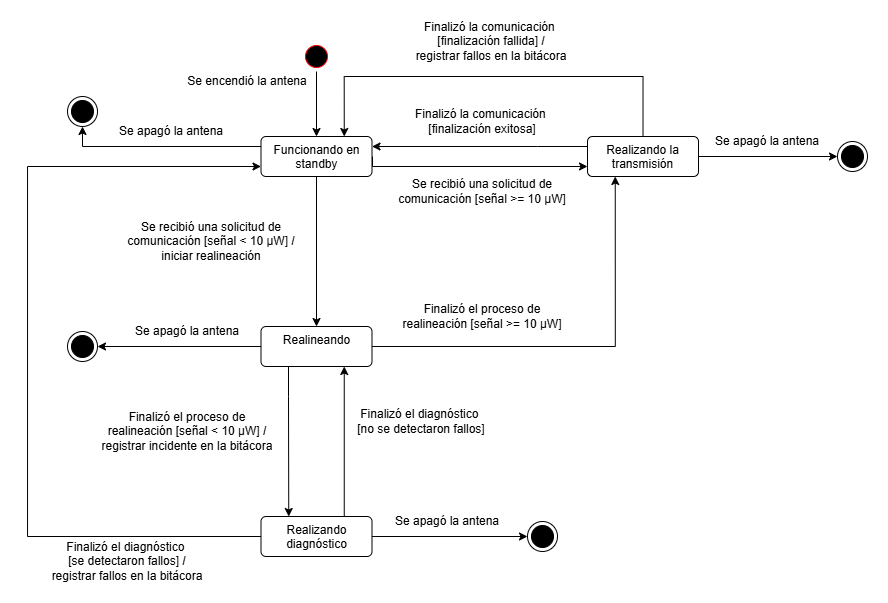 Finalizó la comunicación
[finalización fallida] /
registrar fallos en la bitácora
Se encendió la antena
Finalizó la comunicación
[finalización exitosa]
Se apagó la antena
Funcionando en
standby
Realizando la
transmisión
Se apagó la antena
Se recibió una solicitud de
comunicación [señal >= 10 µW]
Se recibió una solicitud de
comunicación [señal < 10 µW] /
iniciar realineación
Finalizó el proceso de
realineación [señal >= 10 µW]
Se apagó la antena
Realineando
Finalizó el proceso de
realineación [señal < 10 µW] /
registrar incidente en la bitácora
Finalizó el diagnóstico
[no se detectaron fallos]
Realizando
diagnóstico
Se apagó la antena
Finalizó el diagnóstico
[se detectaron fallos] /
registrar fallos en la bitácora